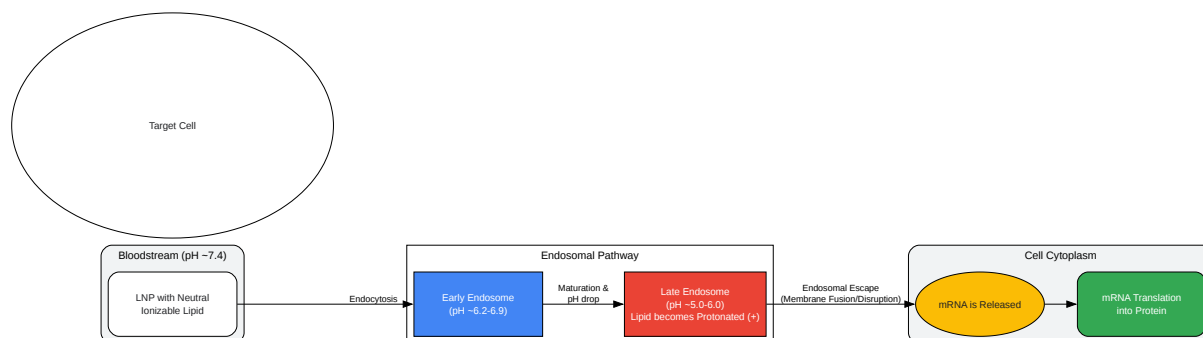 Target Cell
Bloodstream (pH ~7.4)
LNP with Neutral
Ionizable Lipid
Endocytosis
Endosomal Pathway
Early Endosome
(pH ~6.2-6.9)
Maturation &
pH drop
Late Endosome
(pH ~5.0-6.0)
Lipid becomes Protonated (+)
Endosomal Escape
(Membrane Fusion/Disruption)
Cell Cytoplasm
mRNA is Released
mRNA Translation
into Protein